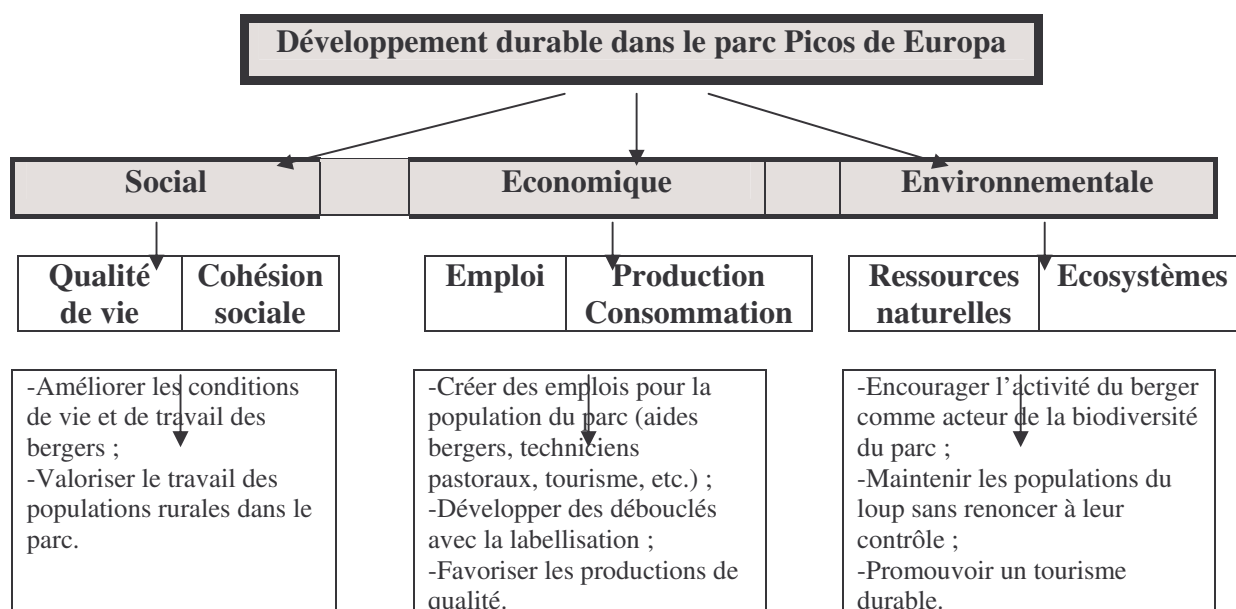 Développement durable dans le parc Picos de Europa
Social
Economique
Environnementale
Qualité
de vie
Cohésion
sociale
Emploi
Production
Consommation
Ressources
naturelles
Ecosystèmes
-Améliorer les conditions
de vie et de travail des
bergers ;
-Valoriser le travail des
populations rurales dans le
parc.
-Créer des emplois pour la
population du parc (aides
bergers, techniciens
pastoraux, tourisme, etc.) ;
-Développer des débouclés
avec la labellisation ;
-Favoriser les productions de
qualité.
-Encourager l’activité du berger
comme acteur de la biodiversité
du parc ;
-Maintenir les populations du
loup sans renoncer à leur
contrôle ;
-Promouvoir un tourisme
durable.